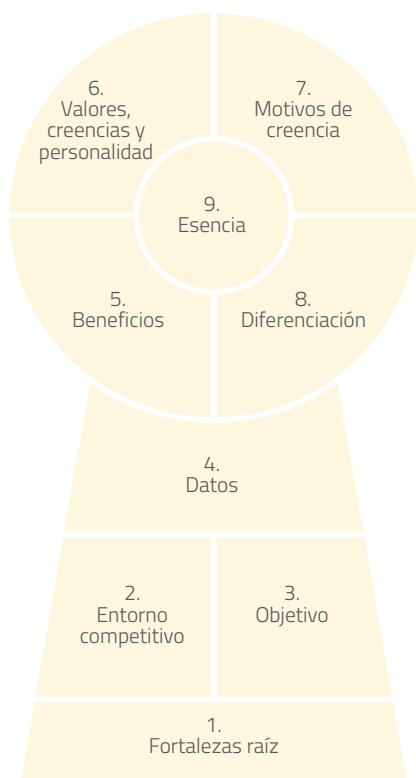 6.
Valores,
creencias y
personalidad
7.
Motivos de
creencia
9.
Esencia
5.
Beneficios
8.
Diferenciación
4.
Datos
2.
Entorno
competitivo
3.
Objetivo
1.
Fortalezas raíz